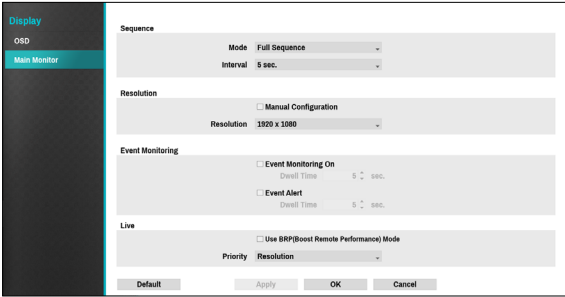 Display
OSD
Main Monitor
Sequence
Mode Full Sequence
Interval 5 sec.
Resolution
Manual Configuration
Resolution 1920 x 1080
Event Monitoring
Event Monitoring On
Dwell Time 5 sec.
Event Alert
Dwell Time 5 sec.
Live
Use BRP(Boost Remote Performance) Mode
Priority Resolution
Default Apply OK Cancel